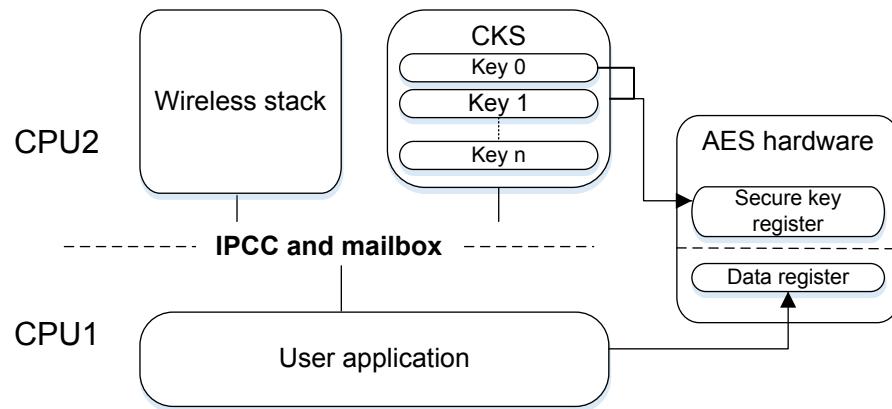 CKS
Key 0
Wireless stack
Key 1
CPU2
AES hardware
Key n
Secure key
register
IPCC and mailbox
Data register
CPU1
User application